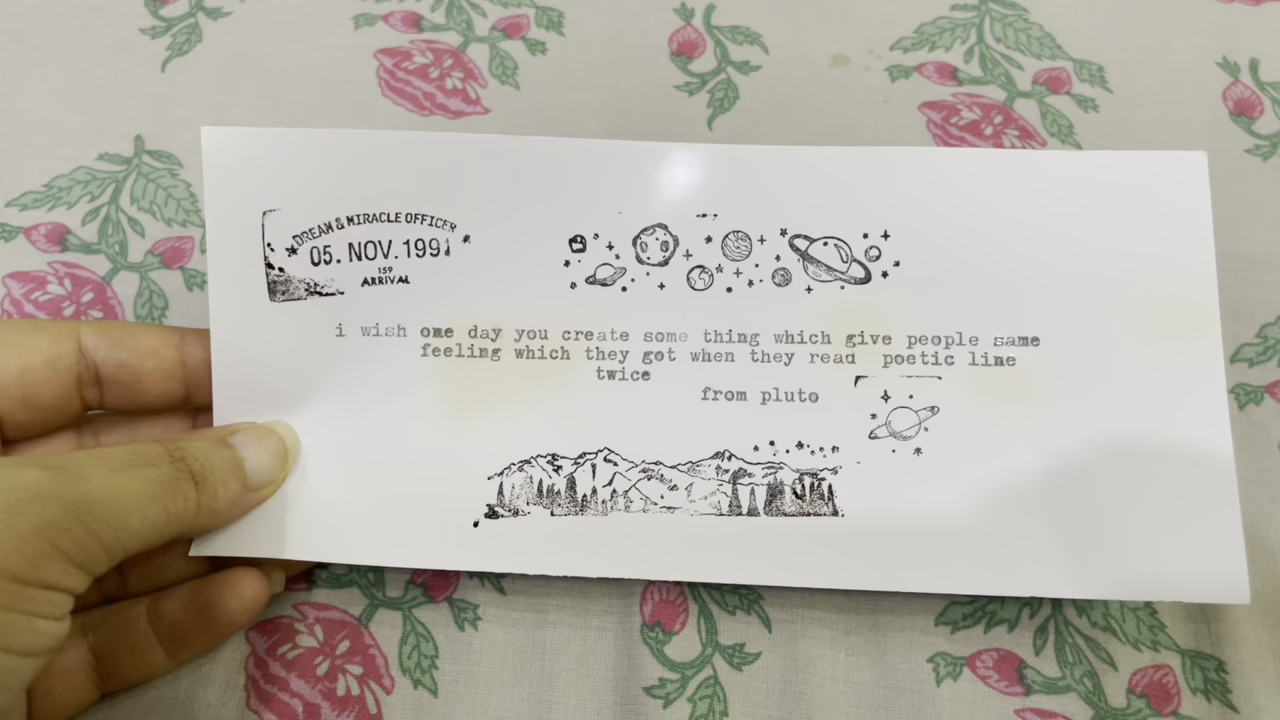 DREAM & MIRACLE OFFICER
05. NOV. 1991
159
ARRIVAL
i wish one day you create some thing which give people same
feeling which they got when they read poetic line
twice
from pluto